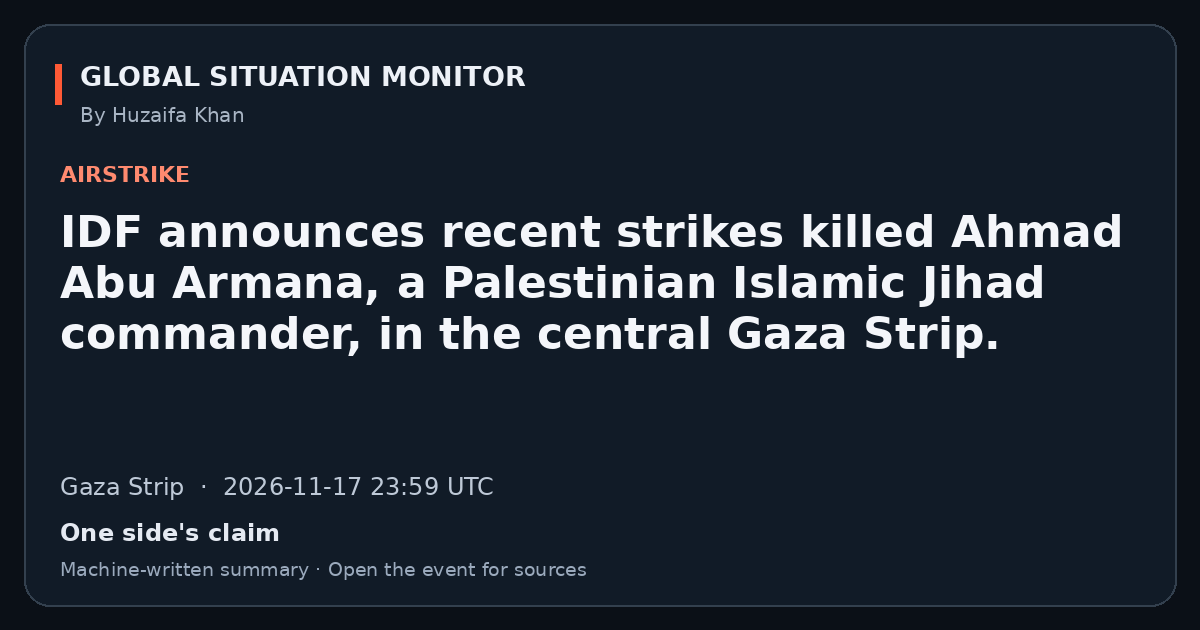 GLOBAL SITUATION MONITOR
By Huzaifa Khan
AIRSTRIKE
IDF announces recent strikes killed Ahmad
Abu Armana, a Palestinian Islamic Jihad
commander, in the central Gaza Strip.
Gaza Strip · 2026-11-17 23:59 UTC
One side's claim
Machine-written summary · Open the event for sources